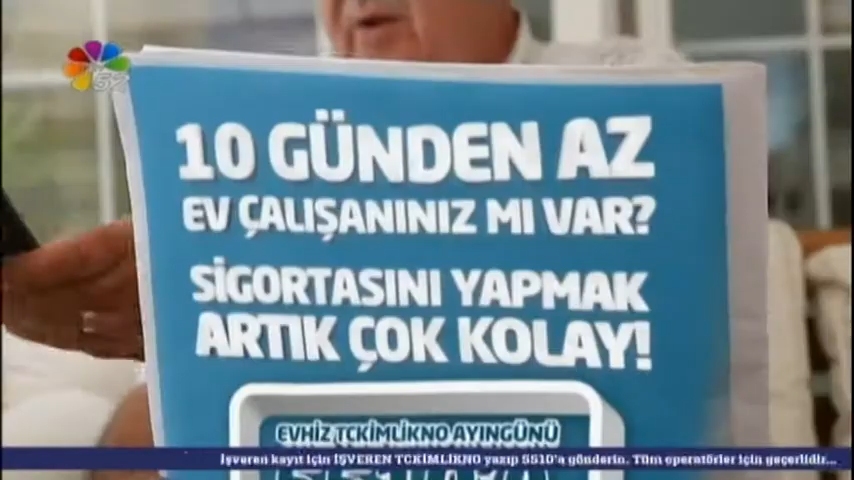 52
10 GÜNDEN AZ
EV ÇALIŞANINIZ MI VAR?
SİGORTASINI YAPMAK
ARTIK ÇOK KOLAY!
EVHİZ TCKİMLİKNO AYINGÜNÜ
İşveren kayıt için İŞVEREN TCKİMLİKNO yazıp 5510'a gönderin. Tüm operatörler için geçerlidir...